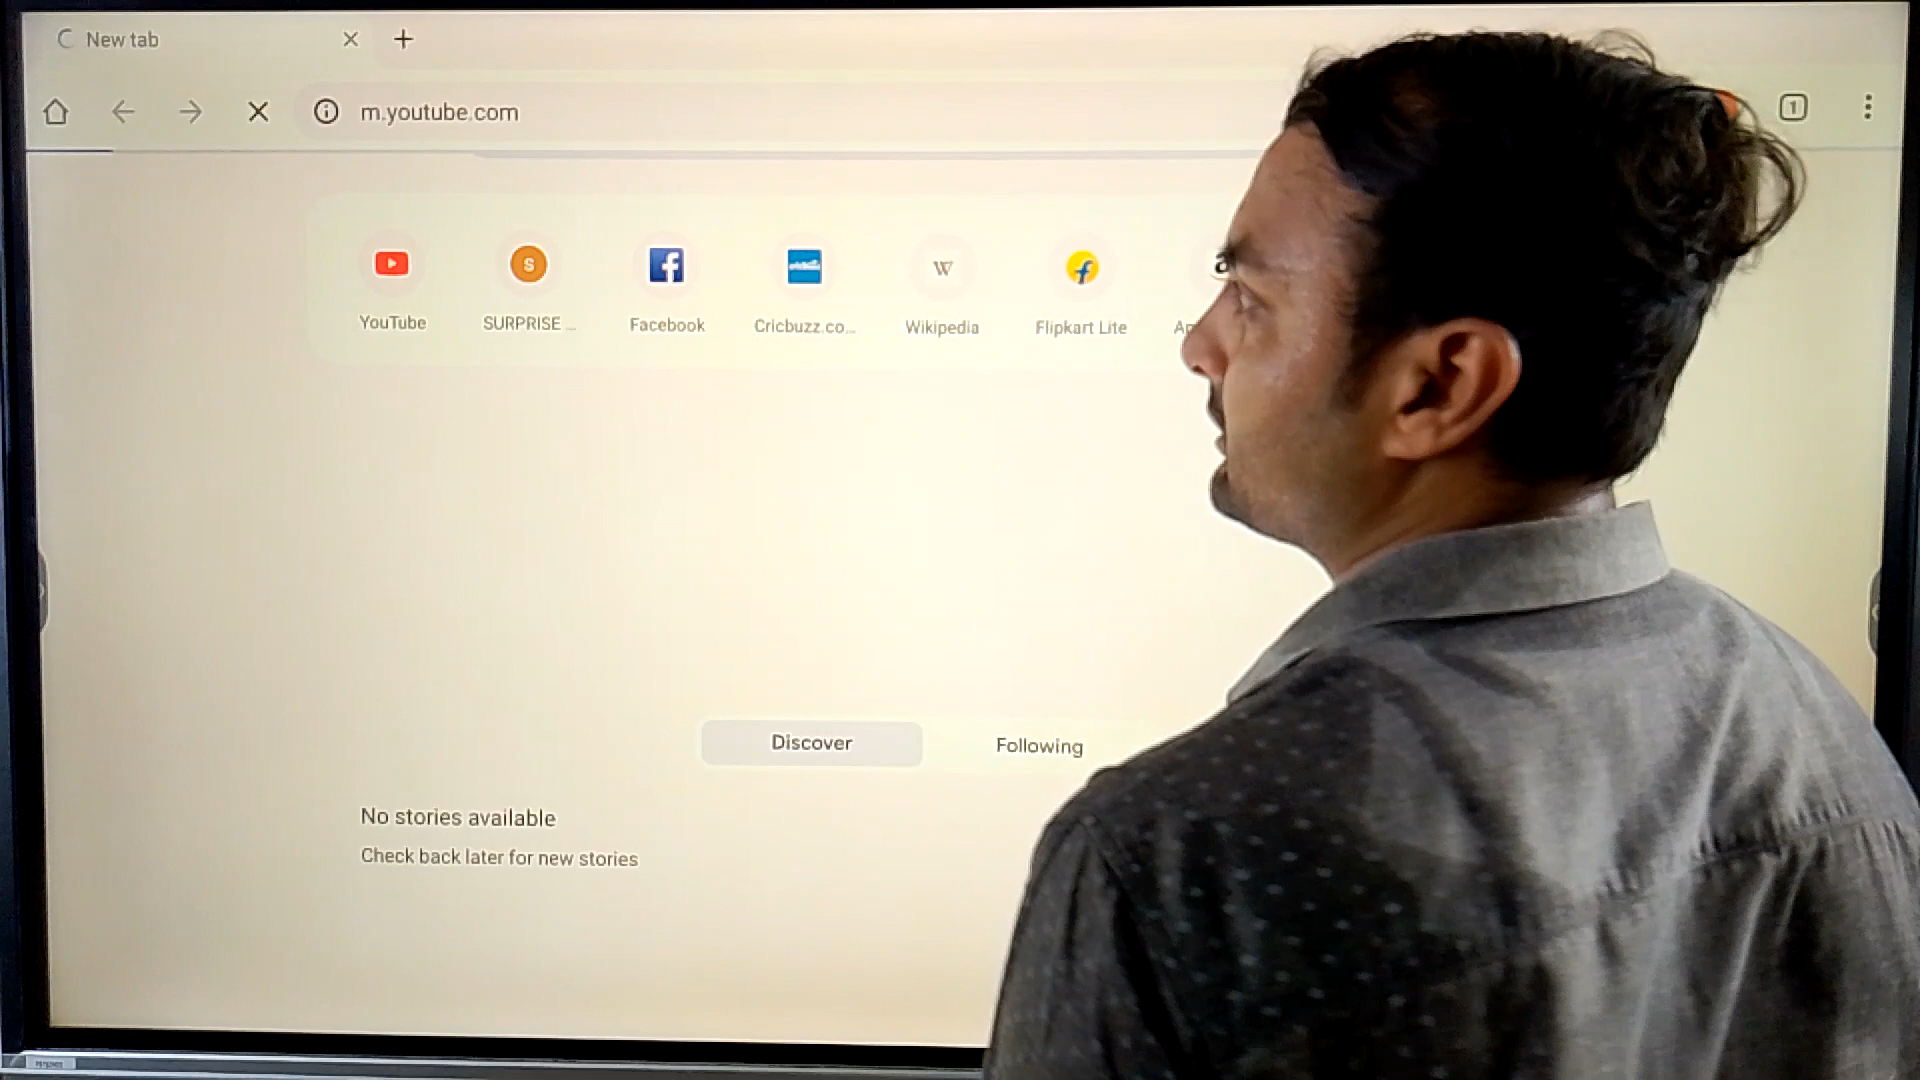 New tab
m.youtube.com
1
S
W
a
YouTube
SURPRISE ...
Facebook
Cricbuzz.co...
Wikipedia
Flipkart Lite
Discover
Following
No stories available
Check back later for new stories